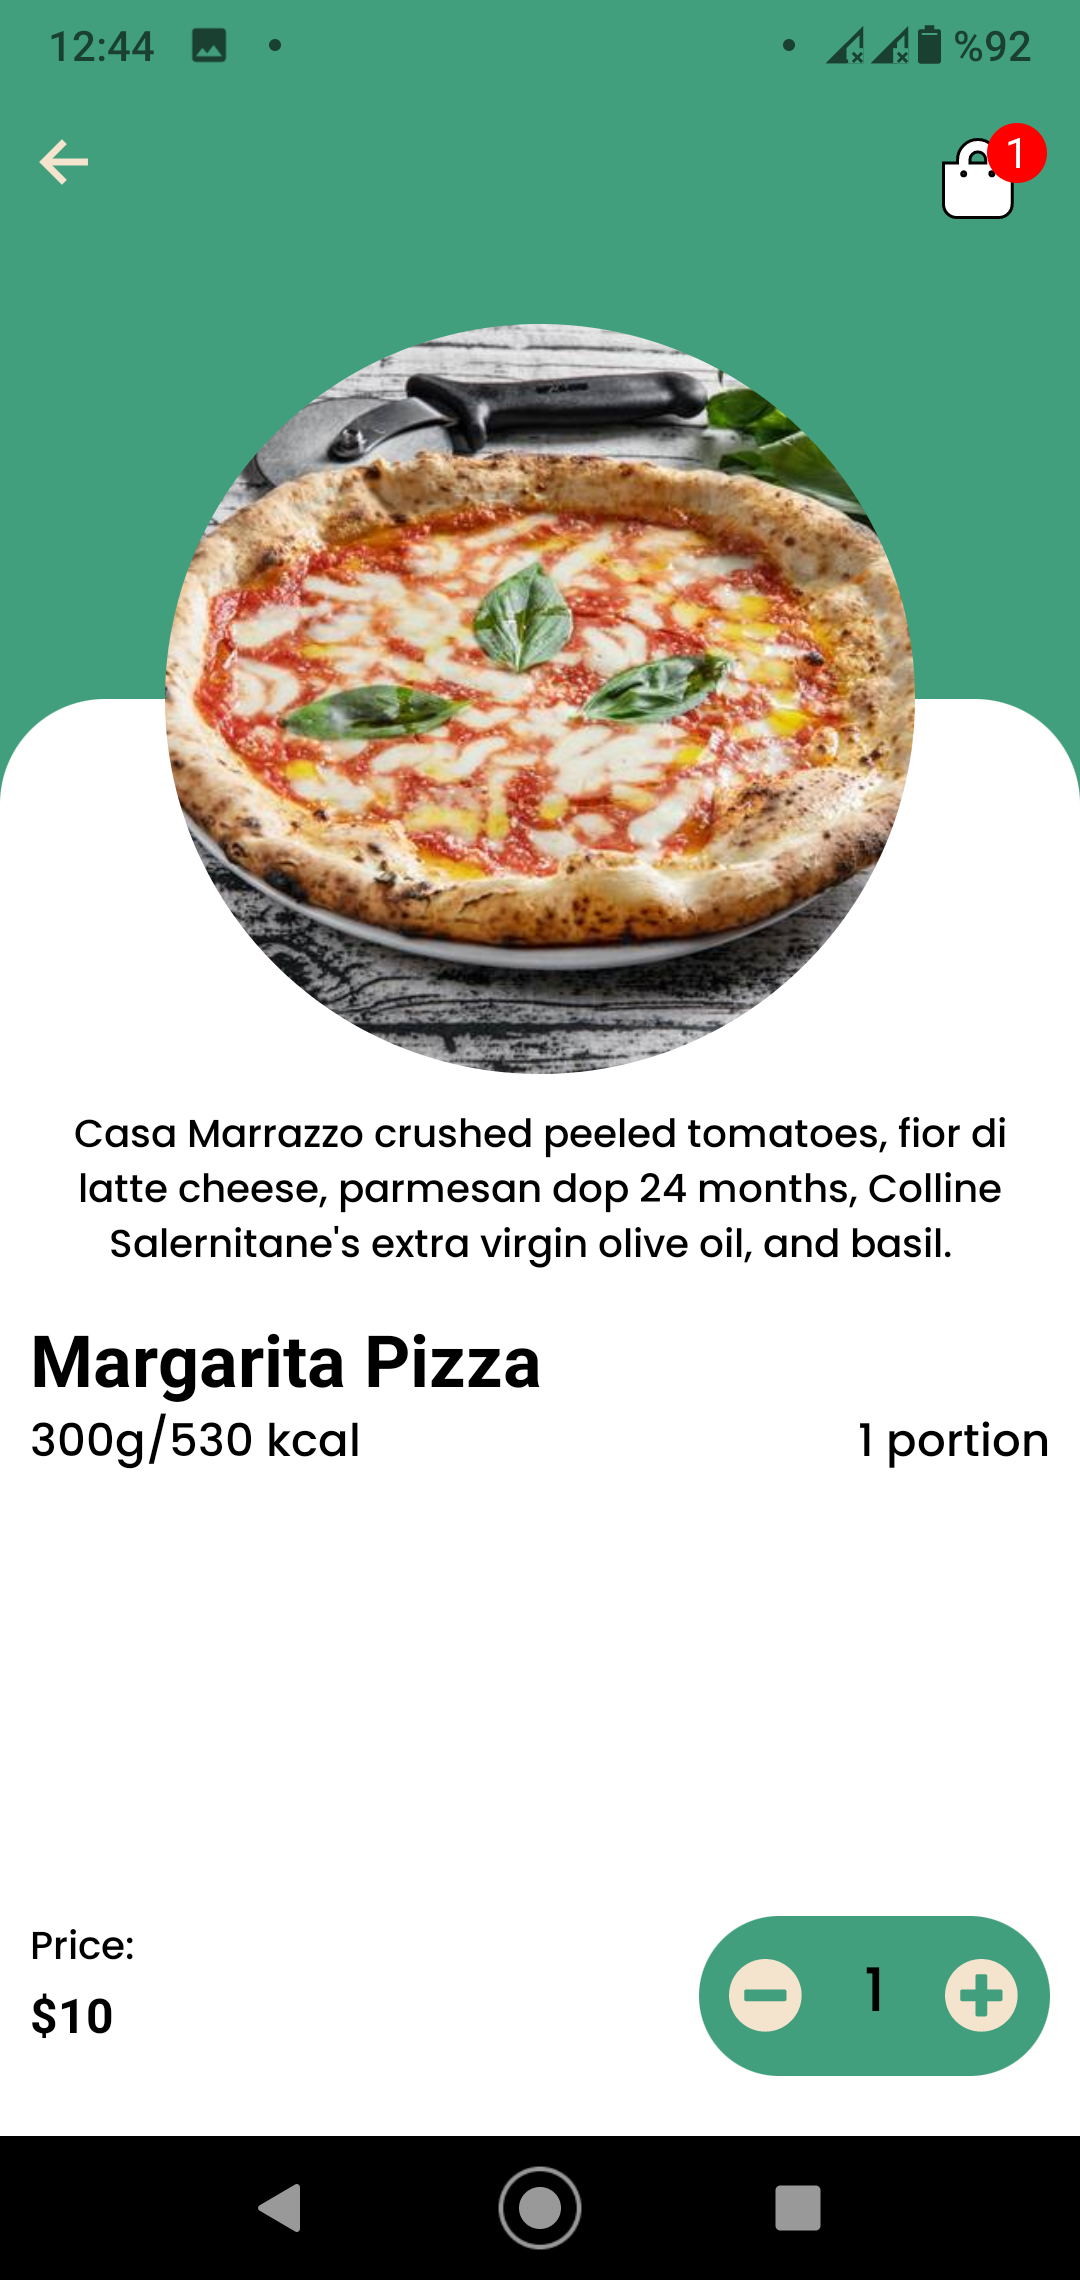 12:44
%92
1
Casa Marrazzo crushed peeled tomatoes, fior di
latte cheese, parmesan dop 24 months, Colline
Salernitane's extra virgin olive oil, and basil.
Margarita Pizza
300g/530 kcal
1 portion
Price:
$10
1